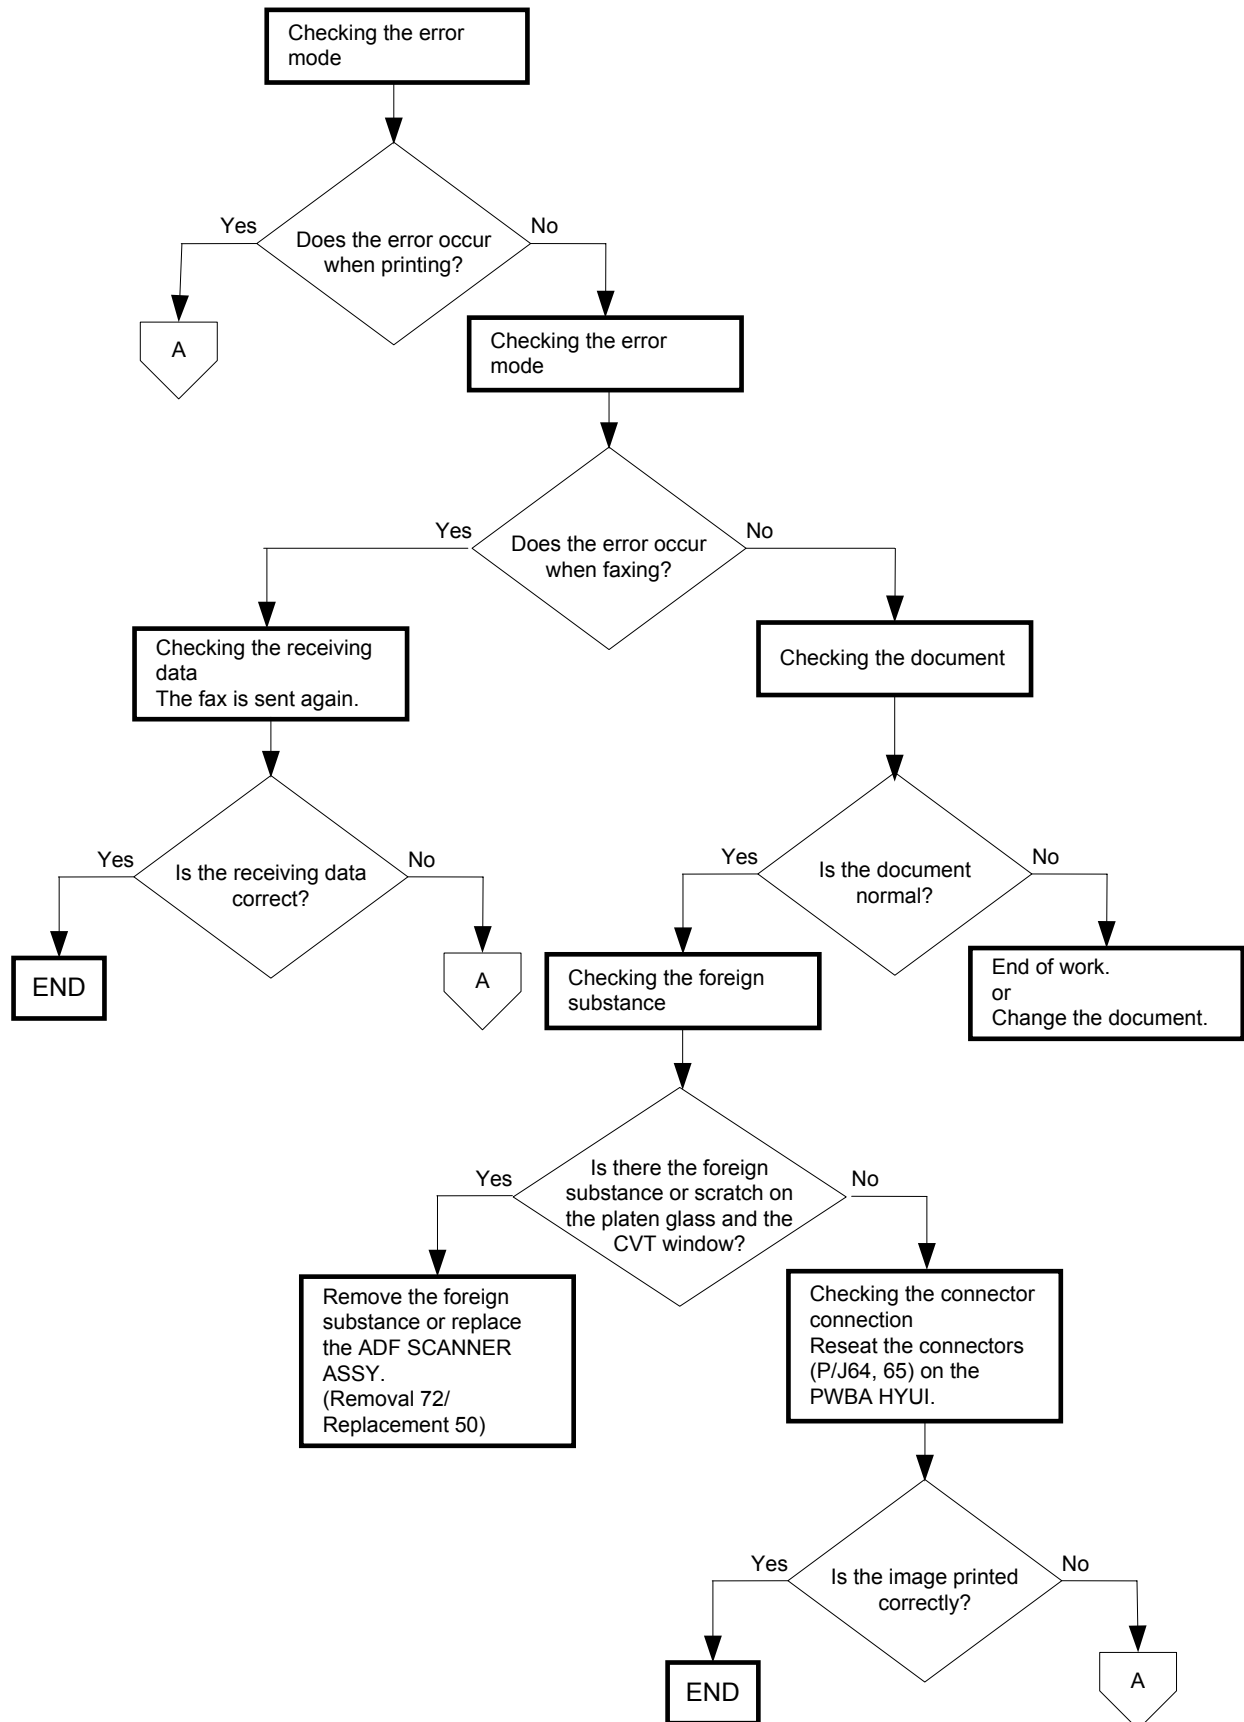 Checking the error
mode
Yes
No
Does the error occur
when printing?
A
Checking the error
mode
Yes
No
Does the error occur
when faxing?
Checking the receiving
data
The fax is sent again.
Checking the document
Yes
No
Is the receiving data
correct?
Yes
No
Is the document
normal?
END
A
Checking the foreign
substance
End of work.
or
Change the document.
Yes
No
Is there the foreign
substance or scratch on
the platen glass and the
CVT window?
Remove the foreign
substance or replace
the ADF SCANNER
ASSY.
(Removal 72/
Replacement 50)
Checking the connector
connection
Reseat the connectors
(P/J64, 65) on the
PWBA HYUI.
Yes
No
Is the image printed
correctly?
END
A